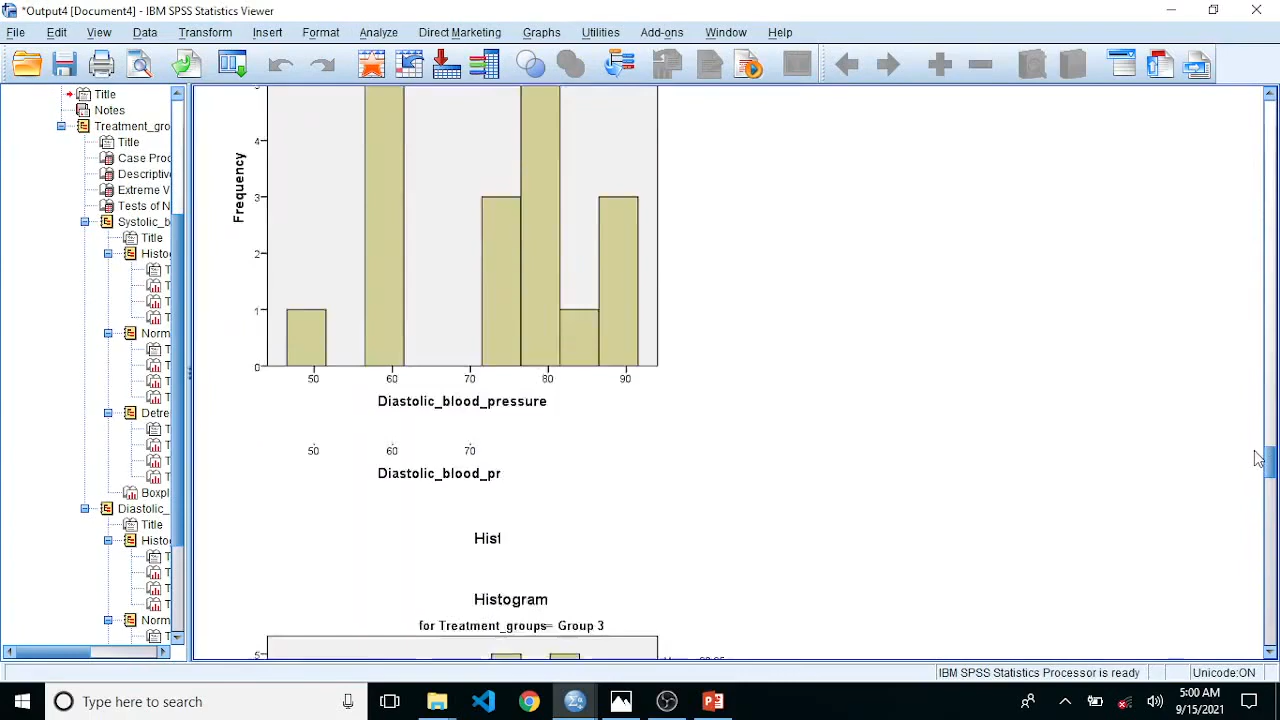 *Output4 [Document4] - IBM SPSS Statistics Viewer
File Edit View Data Transform Insert Format Analyze Direct Marketing Graphs Utilities Add-ons Window Help
Title
Notes
Treatment_gro
Title
Case Proc
Descriptive
Extreme V
Tests of N
Systolic_b
Title
Histo
T
T
T
T
Norm
T
T
T
T
Detre
T
T
T
T
Boxpl
Diastolic_
Title
Histo
T
T
T
T
Norm
T
Frequency
5
4
3
2
1
0
50 60 70 80 90
Diastolic_blood_pressure
50 60 70
Diastolic_blood_pr
Hist
Histogram
for Treatment_groups= Group 3
5
IBM SPSS Statistics Processor is ready
Unicode:ON
Type here to search
5:00 AM
9/15/2021